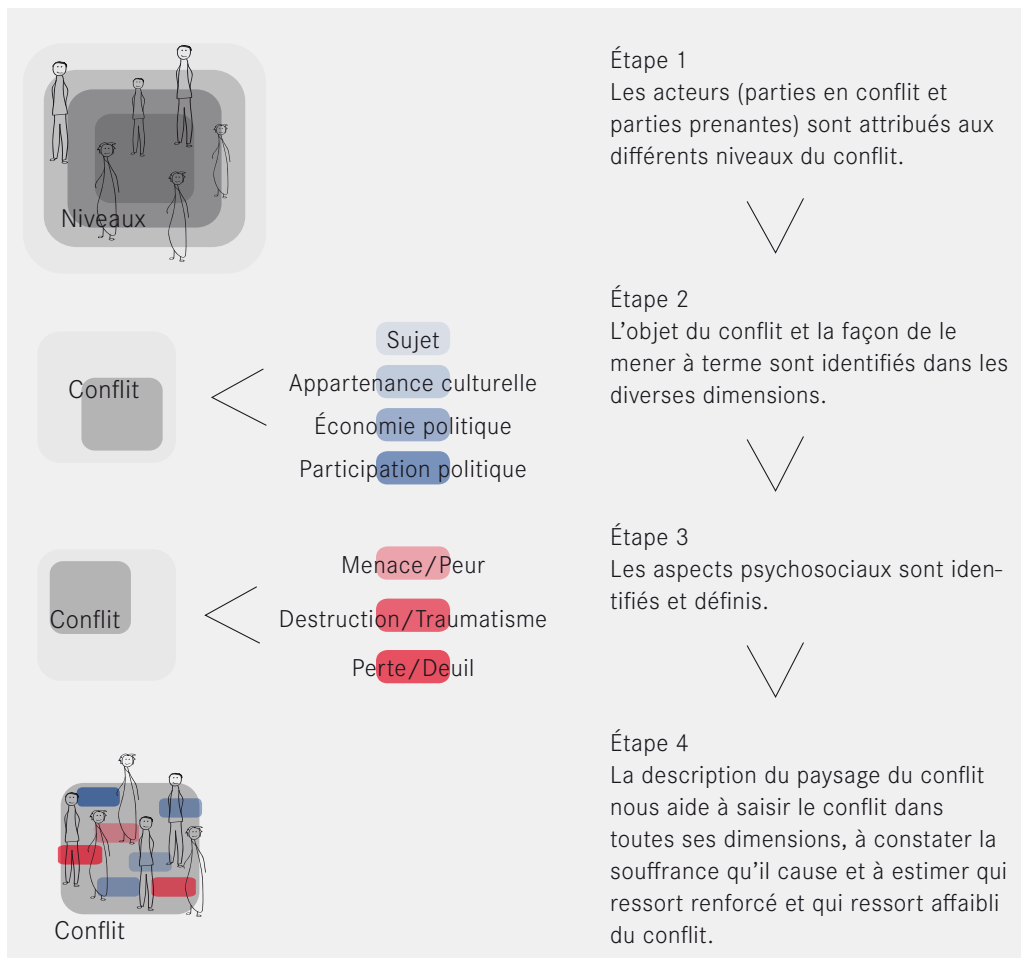 Étape 1
Les acteurs (parties en conflit et
parties prenantes) sont attribués aux
différents niveaux du conflit.
Niveaux
Étape 2
L'objet du conflit et la façon de le
mener à terme sont identifiés dans les
diverses dimensions.
Conflit
Sujet
Appartenance culturelle
Économie politique
Participation politique
Étape 3
Les aspects psychosociaux sont iden-
tifiés et définis.
Conflit
Menace/Peur
Destruction/Traumatisme
Perte/Deuil
Étape 4
La description du paysage du conflit
nous aide à saisir le conflit dans
toutes ses dimensions, à constater la
souffrance qu'il cause et à estimer qui
ressort renforcé et qui ressort affaibli
du conflit.
Conflit